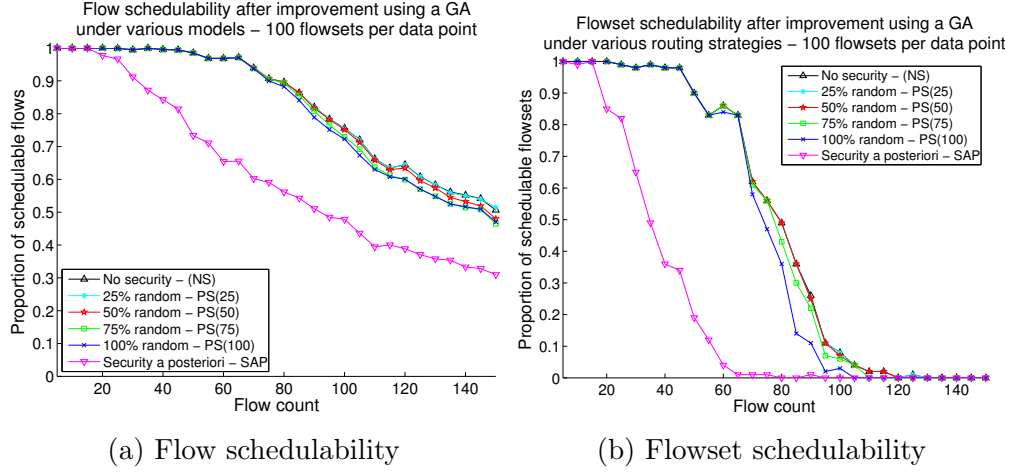 Flow schedulability after improvement using a GA
under various models – 100 flowsets per data point
Proportion of schedulable flows
1
0.9
0.8
0.7
0.6
0.5
0.4
0.3
0.2
0.1
0
No security – (NS)
25% random – PS(25)
50% random – PS(50)
75% random – PS(75)
100% random – PS(100)
Security a posteriori – SAP
20 40 60 80 100 120 140
Flow count
(a) Flow schedulability
Flowset schedulability after improvement using a GA
under various routing strategies – 100 flowsets per data point
Proportion of schedulable flowsets
1
0.9
0.8
0.7
0.6
0.5
0.4
0.3
0.2
0.1
0
No security – (NS)
25% random – PS(25)
50% random – PS(50)
75% random – PS(75)
100% random – PS(100)
Security a posteriori – SAP
20 40 60 80 100 120 140
Flow count
(b) Flowset schedulability